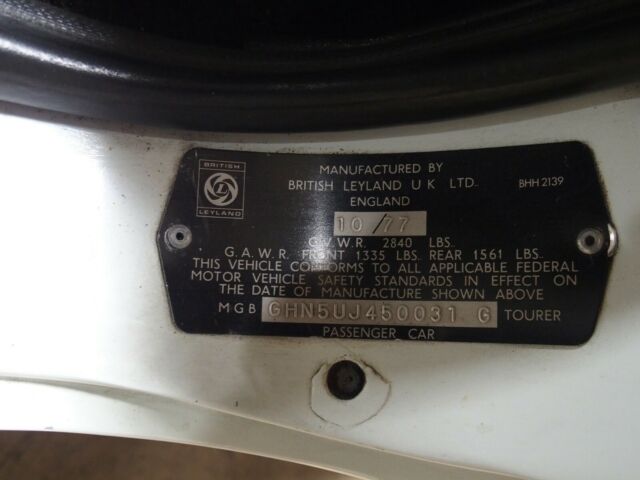 BRITISH
L
LEYLAND
MANUFACTURED BY
BRITISH LEYLAND U K LTD. BHH 2139
ENGLAND
10/77
G.V.W.R. 2840 LBS.
G.A.W.R. FRONT 1335 LBS. REAR 1561 LBS.
THIS VEHICLE CONFORMS TO ALL APPLICABLE FEDERAL
MOTOR VEHICLE SAFETY STANDARDS IN EFFECT ON
THE DATE OF MANUFACTURE SHOWN ABOVE
MGB GHN5UJ450031 G TOURER
PASSENGER CAR